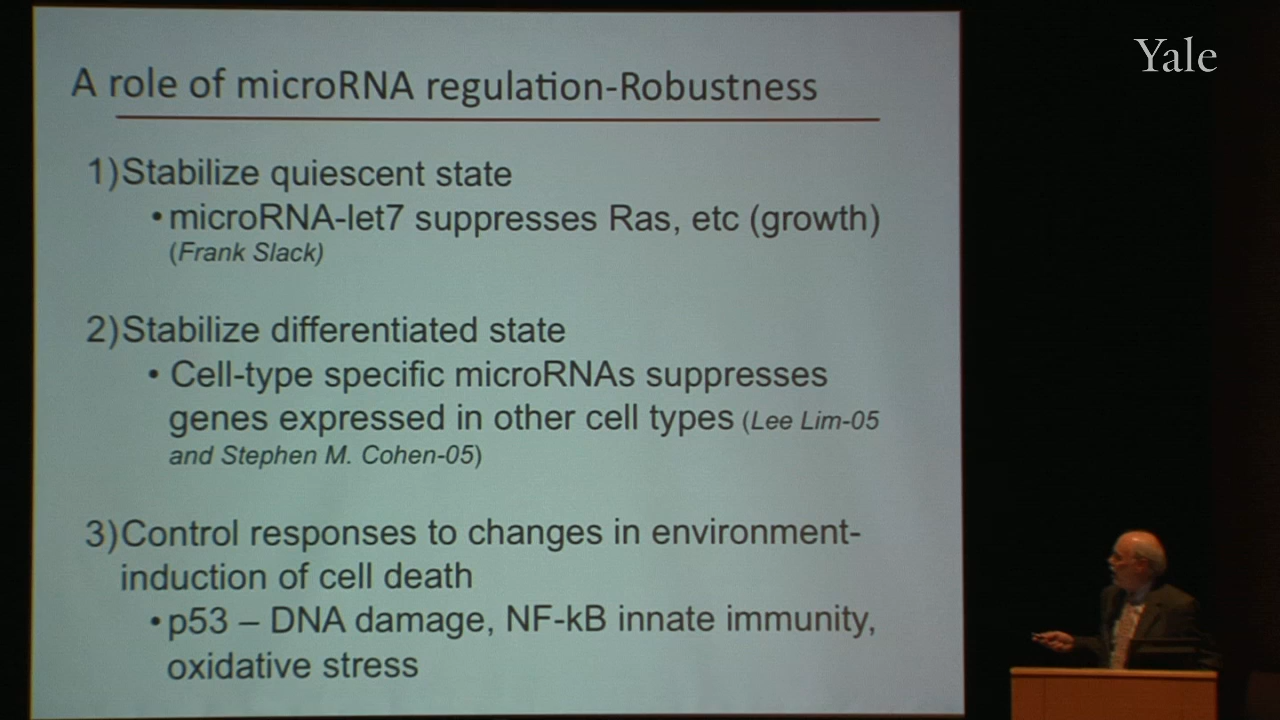 Yale
A role of microRNA regulation-Robustness
1)Stabilize quiescent state
•microRNA-let7 suppresses Ras, etc (growth)
(Frank Slack)
2)Stabilize differentiated state
• Cell-type specific microRNAs suppresses
genes expressed in other cell types (Lee Lim-05
and Stephen M. Cohen-05)
3)Control responses to changes in environment-
induction of cell death
•p53 – DNA damage, NF-kB innate immunity,
oxidative stress